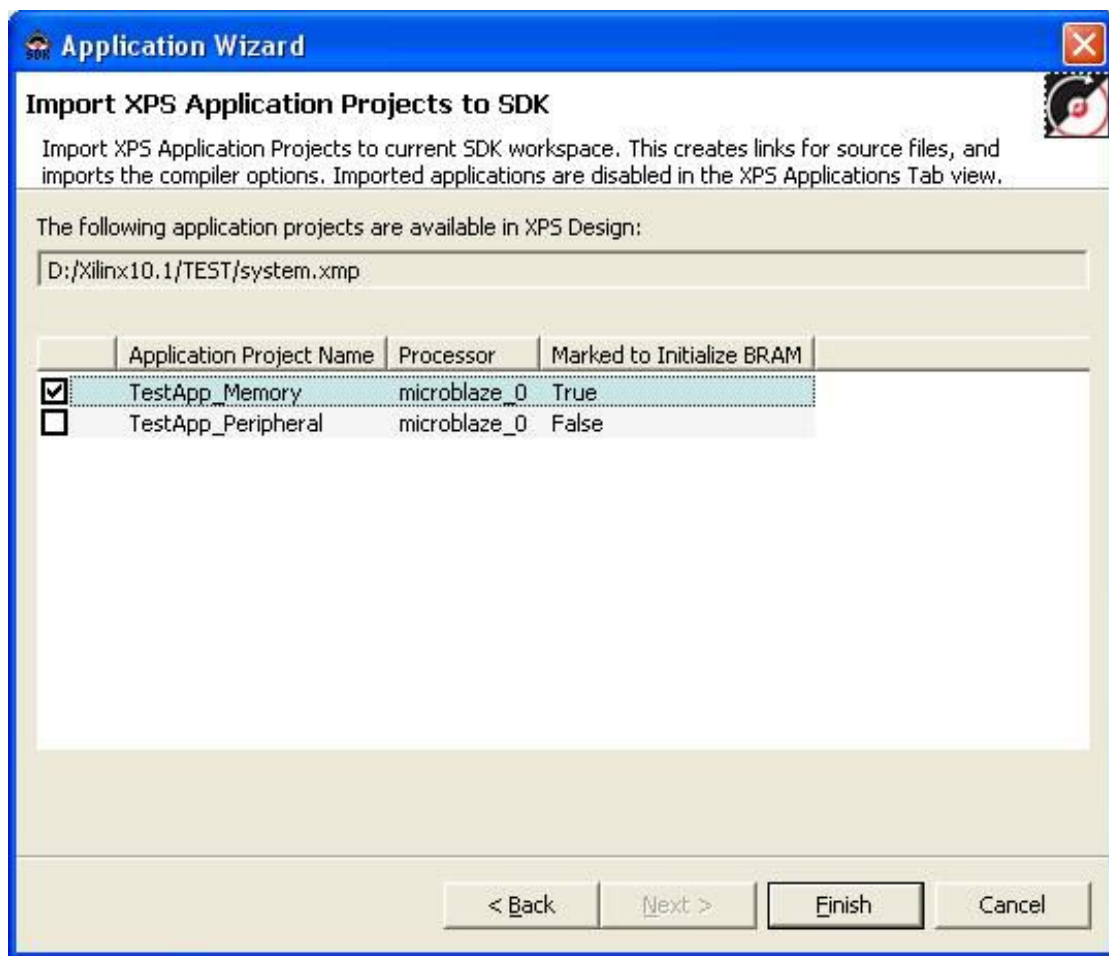 Application Wizard
Import XPS Application Projects to SDK
Import XPS Application Projects to current SDK workspace. This creates links for source files, and
imports the compiler options. Imported applications are disabled in the XPS Applications Tab view.
The following application projects are available in XPS Design:
D:/Xilinx10.1/TEST/system.xmp
Application Project Name Processor Marked to Initialize BRAM
TestApp_Memory microblaze_0 True
TestApp_Peripheral microblaze_0 False
< Back Next > Finish Cancel